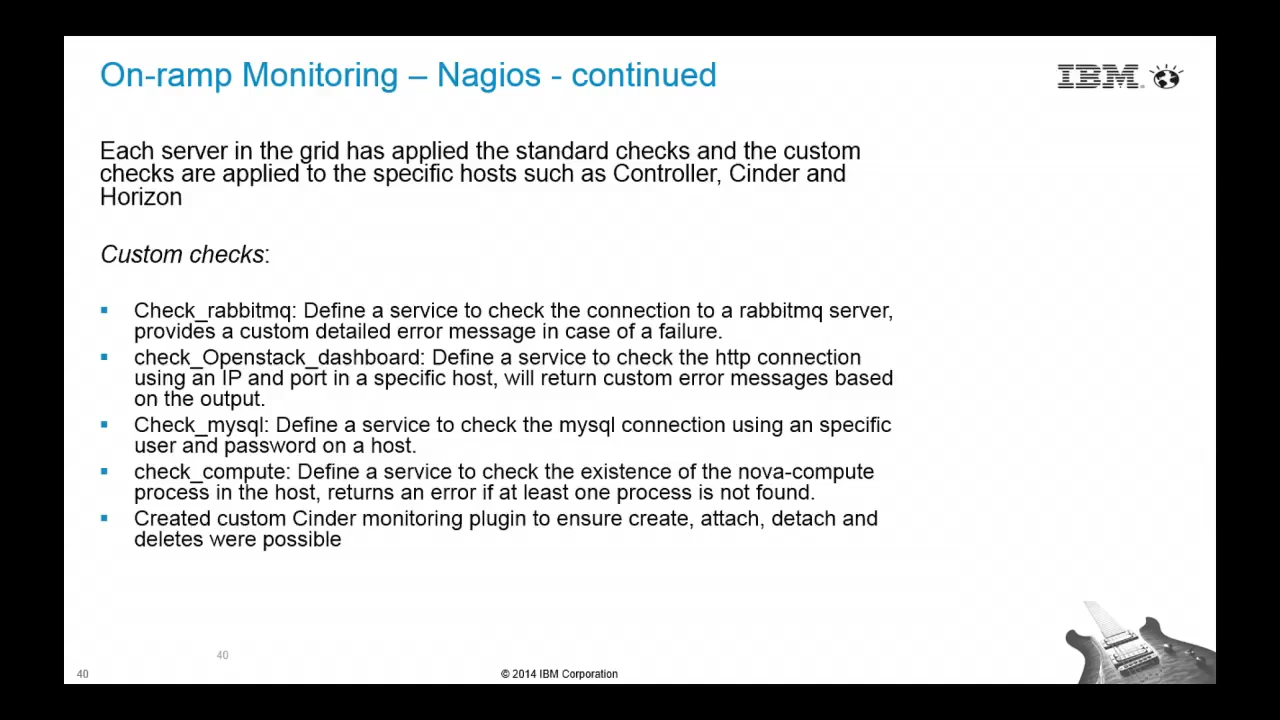 On-ramp Monitoring – Nagios - continued
IBM
Each server in the grid has applied the standard checks and the custom
checks are applied to the specific hosts such as Controller, Cinder and
Horizon
Custom checks:
▪ Check_rabbitmq: Define a service to check the connection to a rabbitmq server,
provides a custom detailed error message in case of a failure.
▪ check_Openstack_dashboard: Define a service to check the http connection
using an IP and port in a specific host, will return custom error messages based
on the output.
▪ Check_mysql: Define a service to check the mysql connection using an specific
user and password on a host.
▪ check_compute: Define a service to check the existence of the nova-compute
process in the host, returns an error if at least one process is not found.
▪ Created custom Cinder monitoring plugin to ensure create, attach, detach and
deletes were possible
40
40
© 2014 IBM Corporation